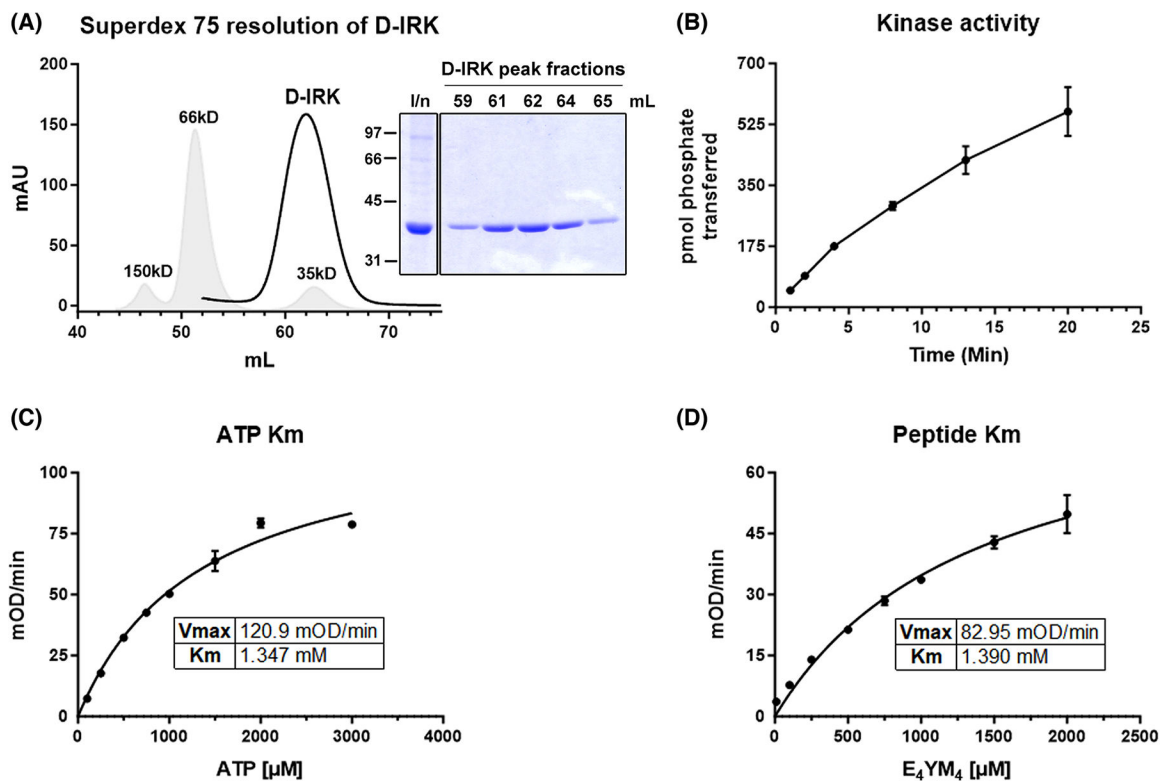 (A) Superdex 75 resolution of D-IRK
200
150
100
50
0
mAU
40 50 60 70
mL
150kD
66kD
D-IRK
35kD
D-IRK peak fractions
I/n 59 61 62 64 65 mL
97
66
45
31
(B) Kinase activity
700
525
350
175
0
pmol phosphate
transferred
0 5 10 15 20 25
Time (Min)
(C) ATP Km
100
75
50
25
0
mOD/min
0 1000 2000 3000 4000
ATP [µM]
Vmax 120.9 mOD/min
Km 1.347 mM
(D) Peptide Km
60
45
30
15
0
mOD/min
0 500 1000 1500 2000 2500
E₄YM₄ [µM]
Vmax 82.95 mOD/min
Km 1.390 mM